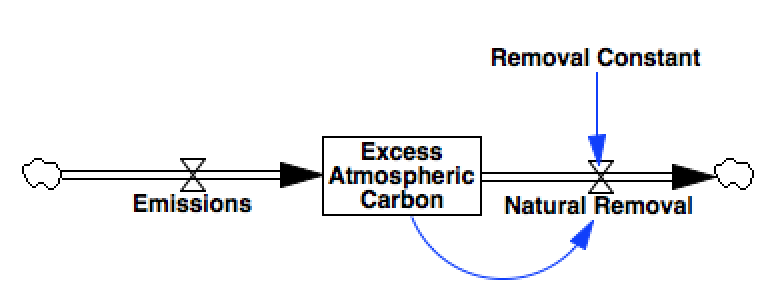 Removal Constant
Excess
Atmospheric
Carbon
Emissions
Natural Removal